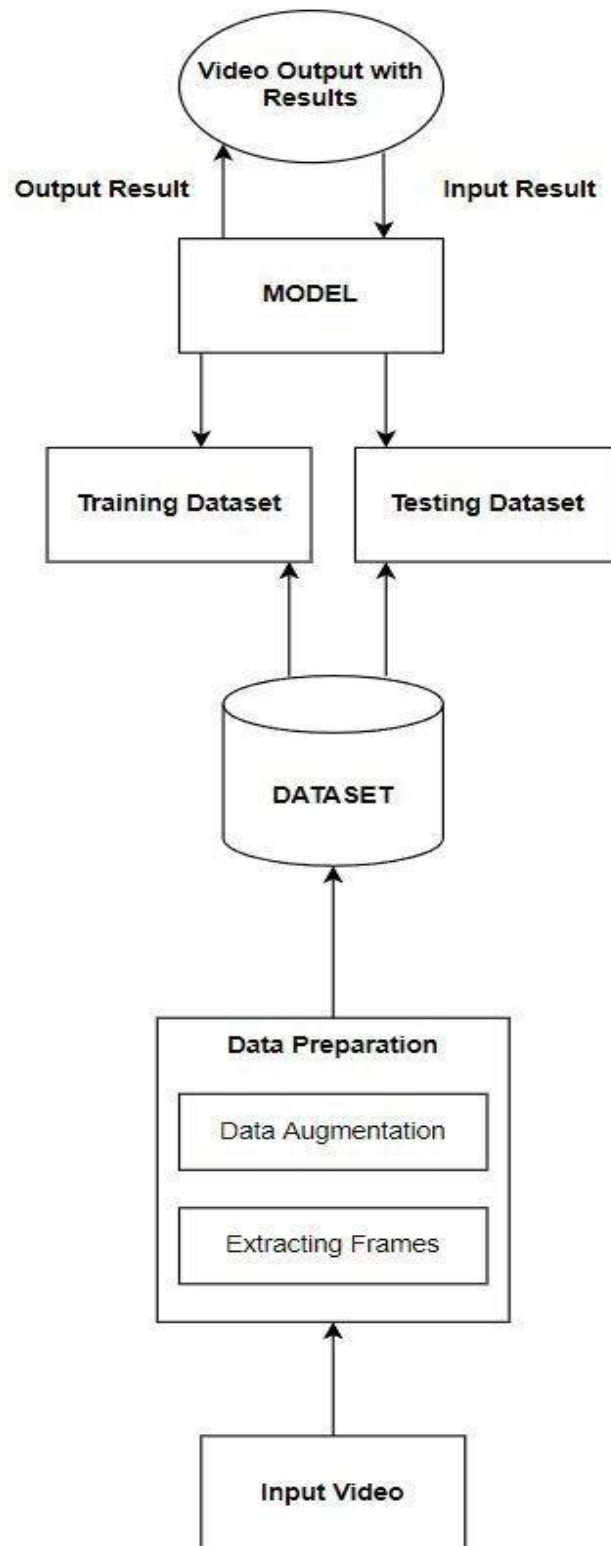 Video Output with
Results
Output Result
Input Result
MODEL
Training Dataset
Testing Dataset
DATASET
Data Preparation
Data Augmentation
Extracting Frames
Input Video